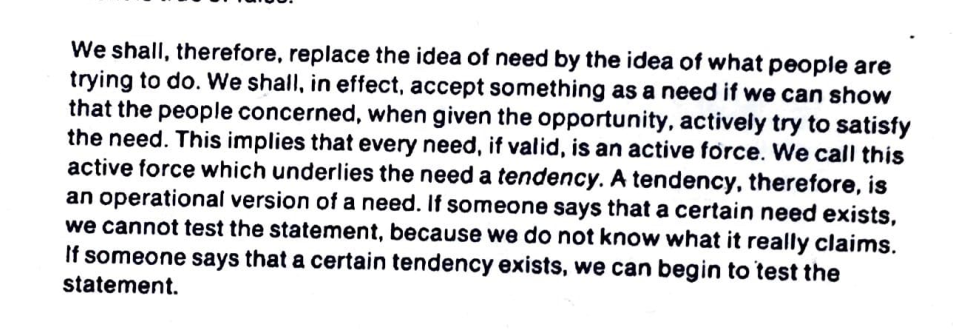 We shall, therefore, replace the idea of need by the idea of what people are
trying to do. We shall, in effect, accept something as a need if we can show
that the people concerned, when given the opportunity, actively try to satisfy
the need. This implies that every need, if valid, is an active force. We call this
active force which underlies the need a tendency. A tendency, therefore, is
an operational version of a need. If someone says that a certain need exists,
we cannot test the statement, because we do not know what it really claims.
If someone says that a certain tendency exists, we can begin to test the
statement.